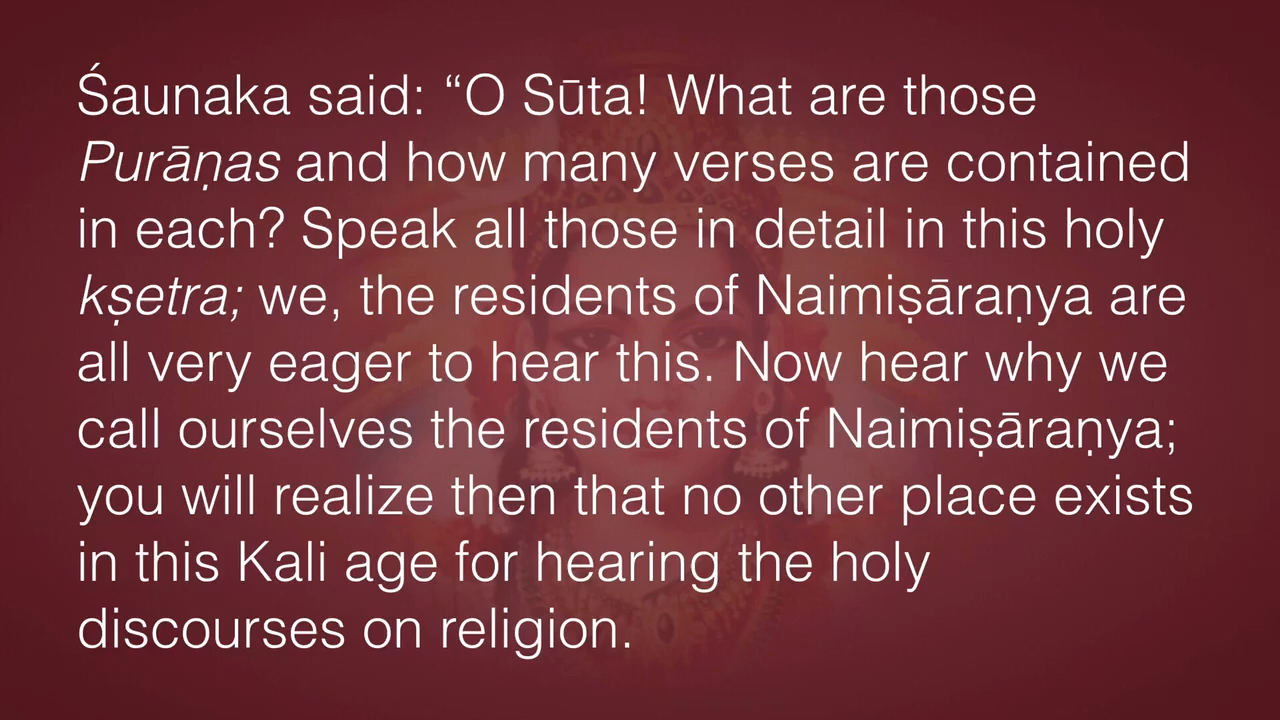 Śaunaka said: “O Sūta! What are those
Purāṇas and how many verses are contained
in each? Speak all those in detail in this holy
kṣetra; we, the residents of Naimiṣāraṇya are
all very eager to hear this. Now hear why we
call ourselves the residents of Naimiṣāraṇya;
you will realize then that no other place exists
in this Kali age for hearing the holy
discourses on religion.